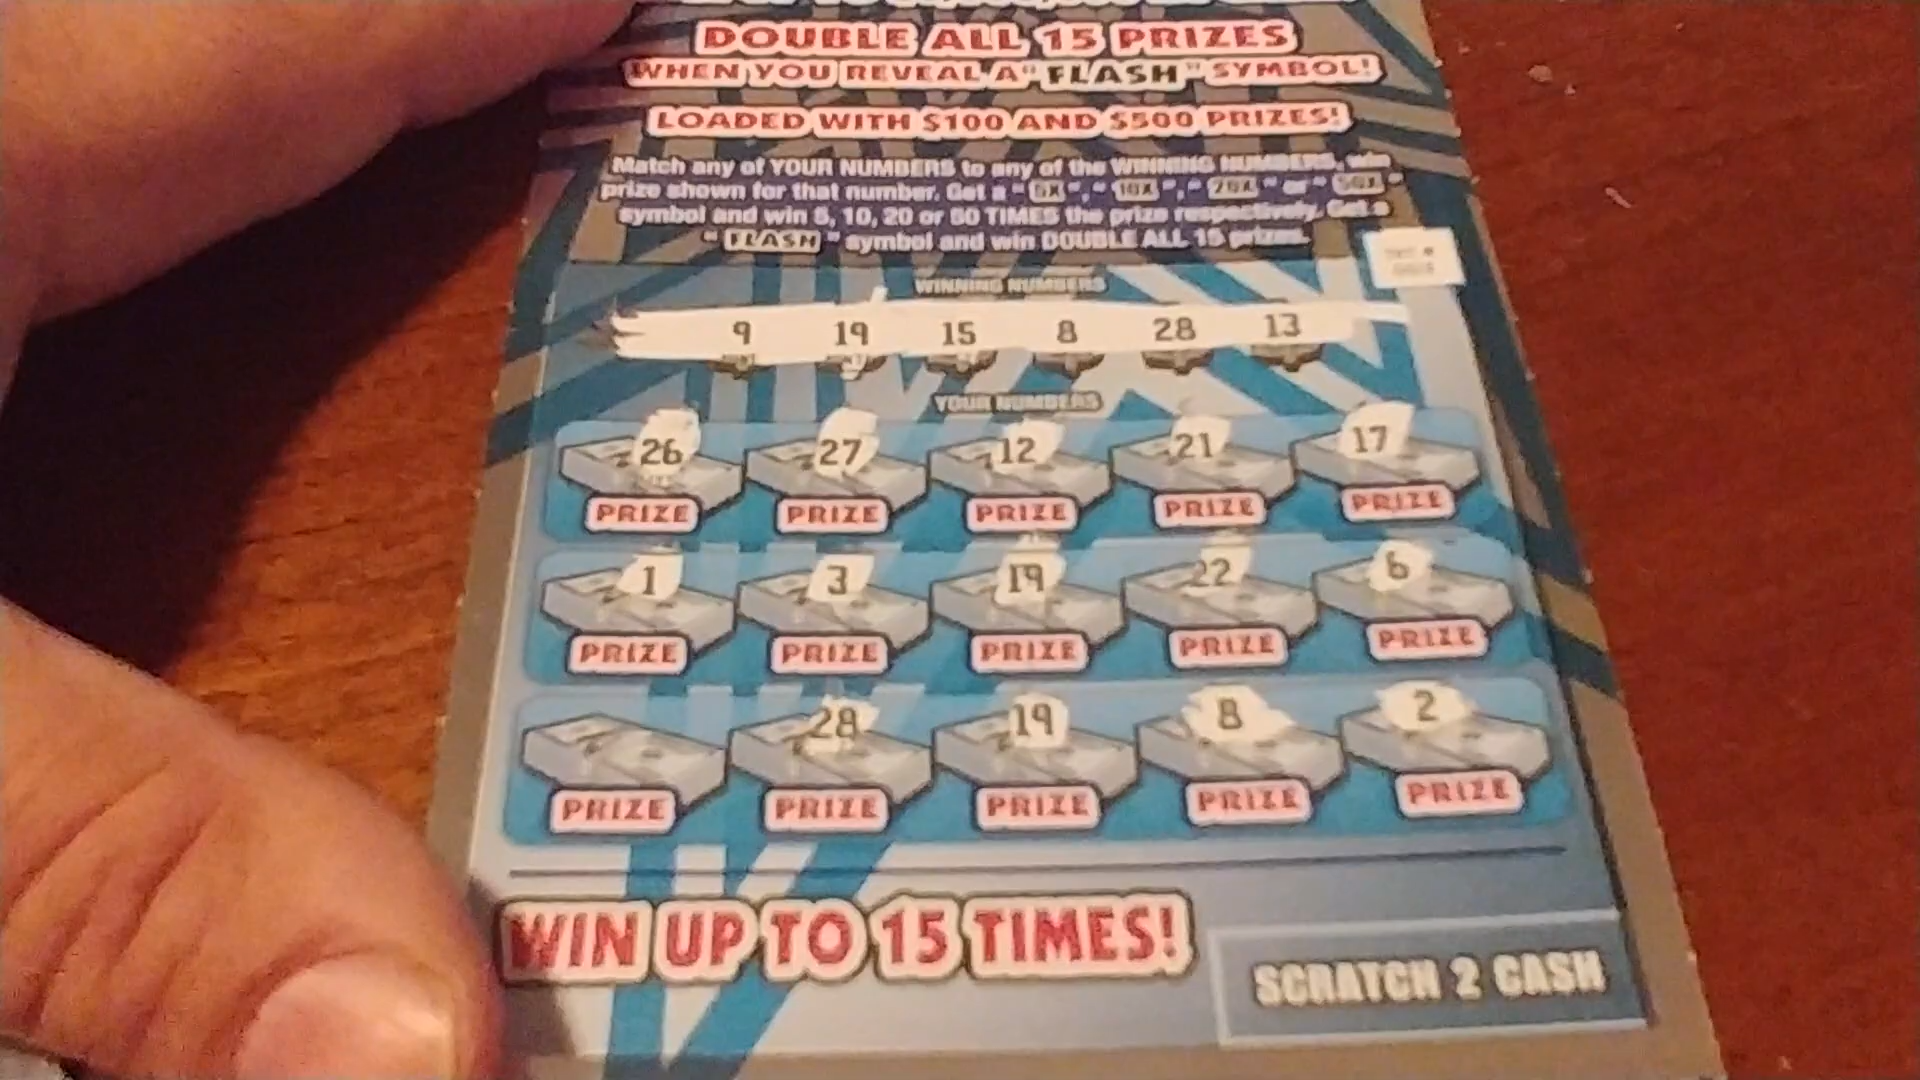 DOUBLE ALL 15 PRIZES
WHEN YOU REVEAL A "FLASH" SYMBOL!
LOADED WITH $100 AND $500 PRIZES!
Match any of YOUR NUMBERS to any of the WINNING NUMBERS, win
prize shown for that number. Get a "5X", "10X", "20X" or "50X"
symbol and win 5, 10, 20 or 50 TIMES the prize respectively. Get a
"FLASH" symbol and win DOUBLE ALL 15 prizes.
WINNING NUMBERS
9 19 15 8 28 13
YOUR NUMBERS
26 27 12 21 17
PRIZE PRIZE PRIZE PRIZE PRIZE
1 3 19 22 6
PRIZE PRIZE PRIZE PRIZE PRIZE
28 19 8 2
PRIZE PRIZE PRIZE PRIZE PRIZE
WIN UP TO 15 TIMES!
SCRATCH 2 CASH